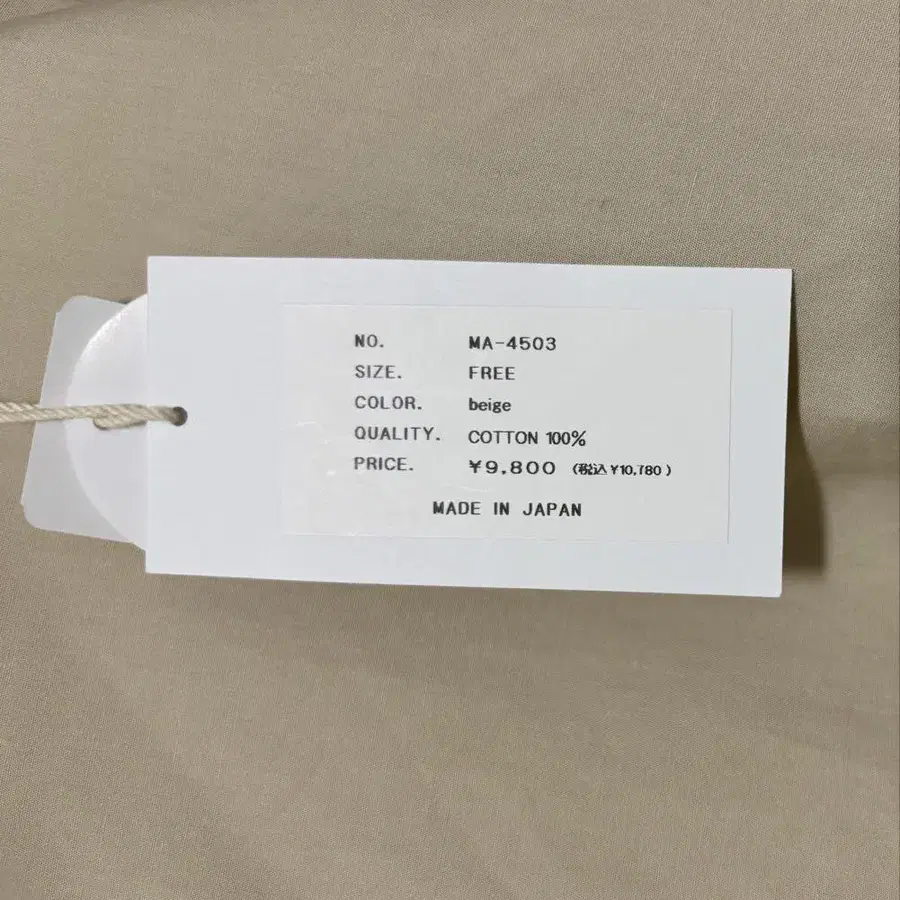 NO. MA-4503
SIZE. FREE
COLOR. beige
QUALITY. COTTON 100%
PRICE. ¥9,800 (税込¥10,780)
MADE IN JAPAN